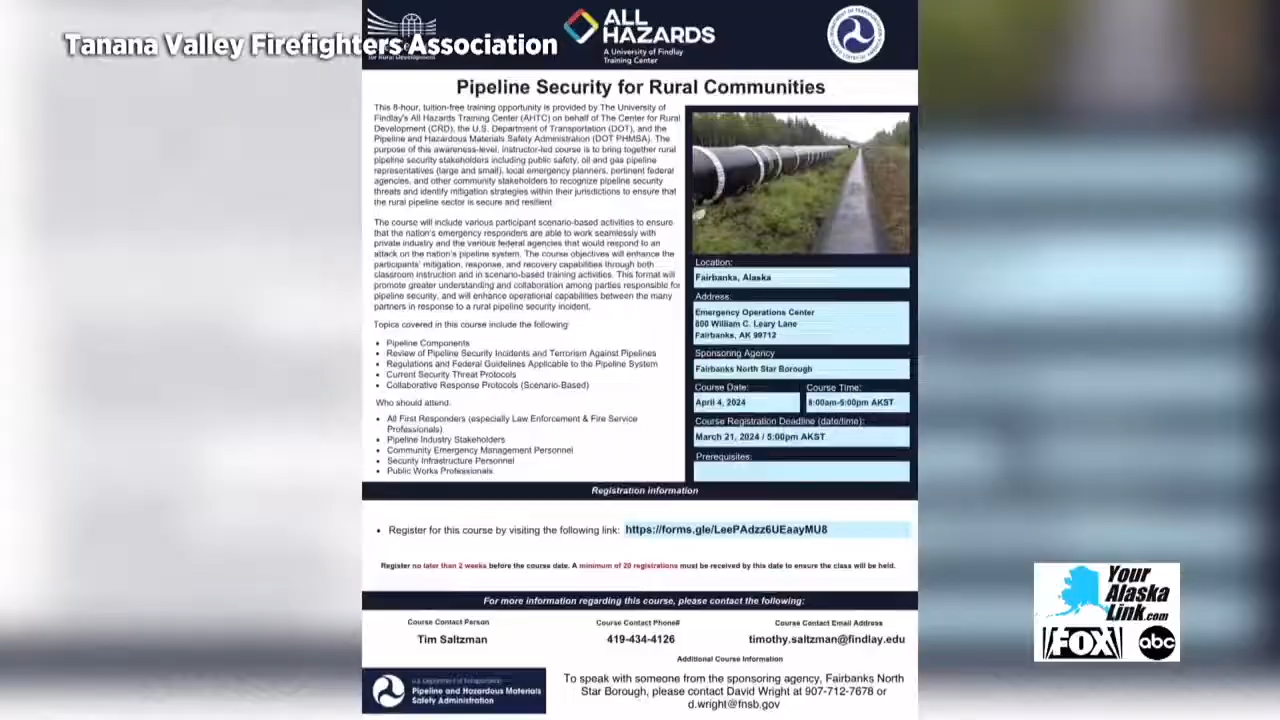 Tanana Valley Firefighters Association
for Rural Development
ALL
HAZARDS
A University of Findlay
Training Center
Pipeline Security for Rural Communities
This 8-hour, tuition-free training opportunity is provided by The University of
Findlay's All Hazards Training Center (AHTC) on behalf of The Center for Rural
Development (CRD), the U.S. Department of Transportation (DOT), and the
Pipeline and Hazardous Materials Safety Administration (DOT PHMSA). The
purpose of this awareness-level, instructor-led course is to bring together rural
pipeline security stakeholders including public safety, oil and gas pipeline
representatives (large and small), local emergency planners, pertinent federal
agencies, and other community stakeholders to recognize pipeline security
threats and identify mitigation strategies within their jurisdictions to ensure that
the rural pipeline sector is secure and resilient
The course will include various participant scenario-based activities to ensure
that the nation's emergency responders are able to work seamlessly with
private industry and the various federal agencies that would respond to an
attack on the nation's pipeline system. The course objectives will enhance the
participants' mitigation, response, and recovery capabilities through both
classroom instruction and in scenario-based training activities. This format will
promote greater understanding and collaboration among parties responsible for
pipeline security, and will enhance operational capabilities between the many
partners in response to a rural pipeline security incident.
Topics covered in this course include the following:
• Pipeline Components
• Review of Pipeline Security Incidents and Terrorism Against Pipelines
• Regulations and Federal Guidelines Applicable to the Pipeline System
• Current Security Threat Protocols
• Collaborative Response Protocols (Scenario-Based)
Who should attend:
• All First Responders (especially Law Enforcement & Fire Service
Professionals)
• Pipeline Industry Stakeholders
• Community Emergency Management Personnel
• Security Infrastructure Personnel
• Public Works Professionals
Location:
Fairbanks, Alaska
Address:
Emergency Operations Center
800 William C. Leary Lane
Fairbanks, AK 99712
Sponsoring Agency
Fairbanks North Star Borough
Course Date: Course Time:
April 4, 2024 8:00am-5:00pm AKST
Course Registration Deadline (date/time):
March 21, 2024 / 5:00pm AKST
Prerequisites:
Registration information
• Register for this course by visiting the following link: https://forms.gle/LeePAdzz6UEaayMU8
Register no later than 2 weeks before the course date. A minimum of 20 registrations must be received by this date to ensure the class will be held.
For more information regarding this course, please contact the following:
Course Contact Person Course Contact Phone# Course Contact Email Address
Tim Saltzman 419-434-4126 timothy.saltzman@findlay.edu
Additional Course Information
To speak with someone from the sponsoring agency, Fairbanks North
Star Borough, please contact David Wright at 907-712-7678 or
d.wright@fnsb.gov
U.S. Department of Transportation
Pipeline and Hazardous Materials
Safety Administration
Your
Alaska
Link.com
FOX abc